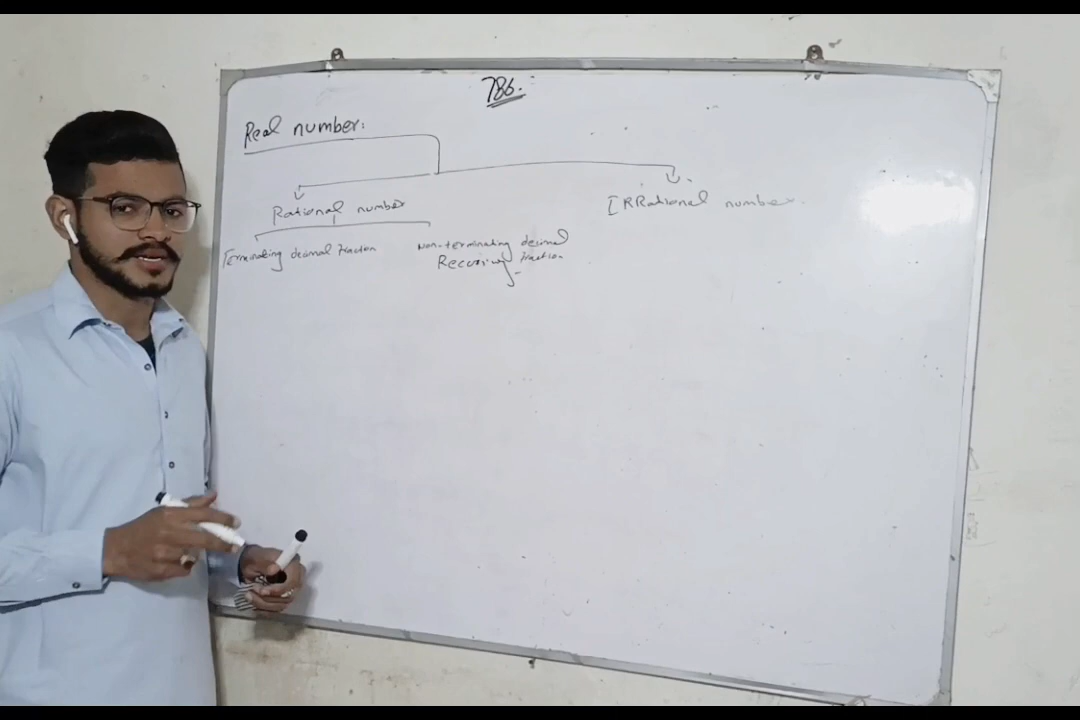 786.
Real number:
Rational number
IRRational number
Terminating decimal fraction
Non-terminating decimal
Recurring fraction